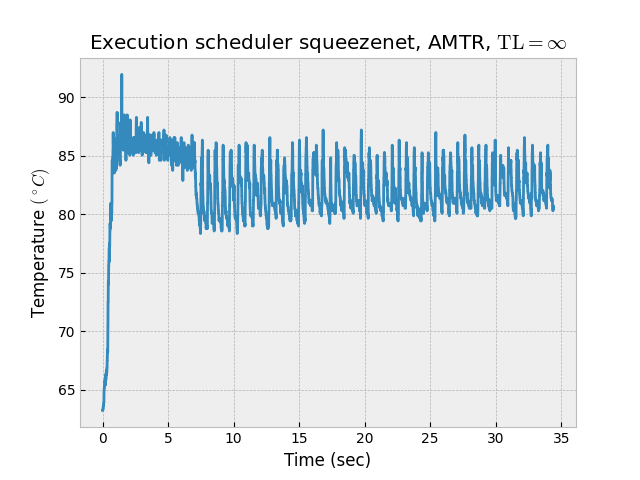 Execution scheduler squeezenet, AMTR, TL = ∞
90
85
80
75
70
65
Temperature (°C)
0 5 10 15 20 25 30 35
Time (sec)